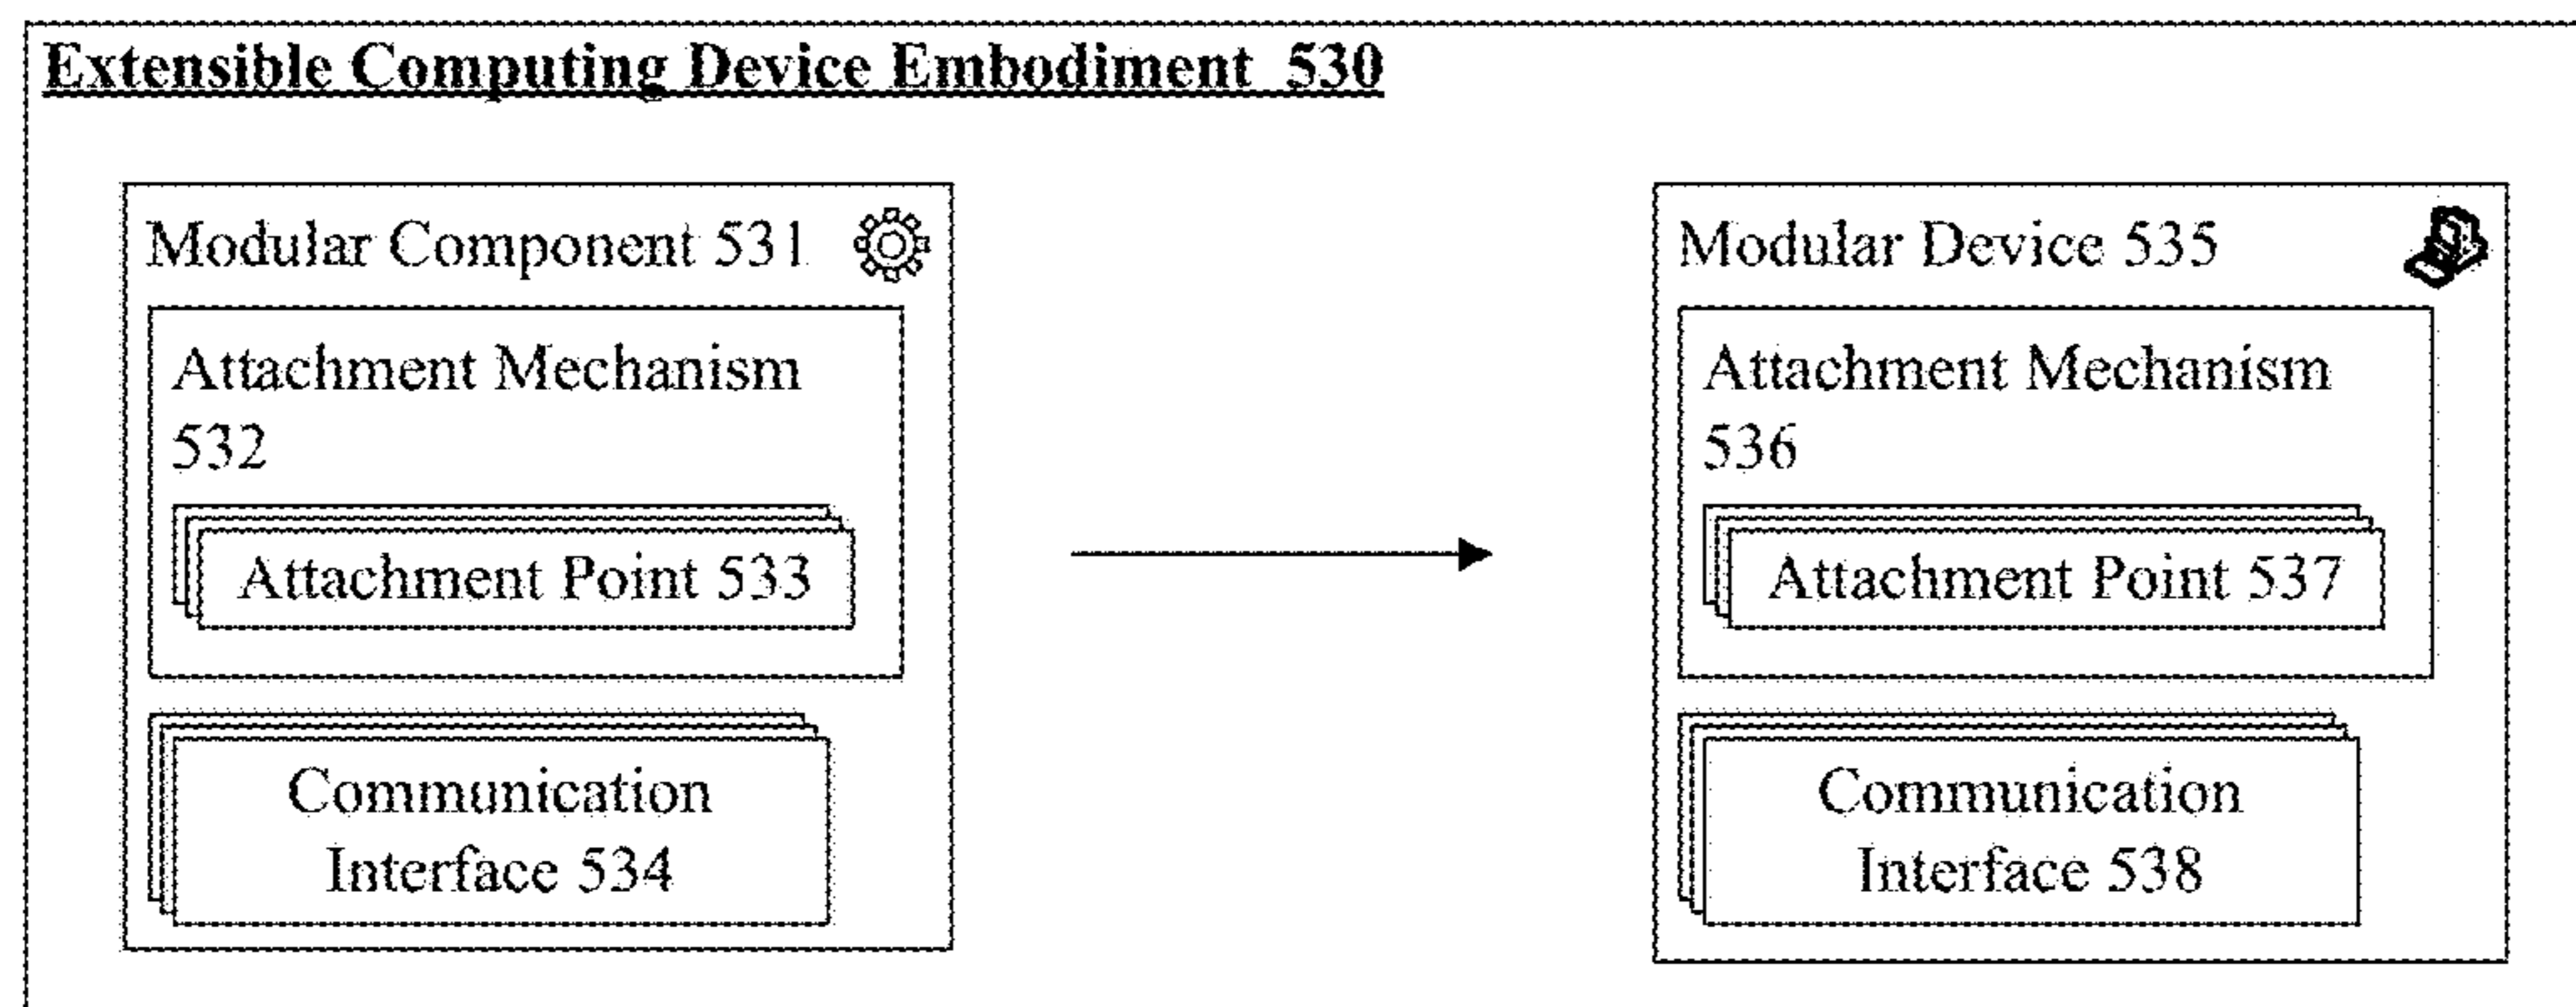 Extensible Computing Device Embodiment 530
Modular Component 531
Attachment Mechanism
532
Attachment Point 533
Communication
Interface 534
Modular Device 535
Attachment Mechanism
536
Attachment Point 537
Communication
Interface 538